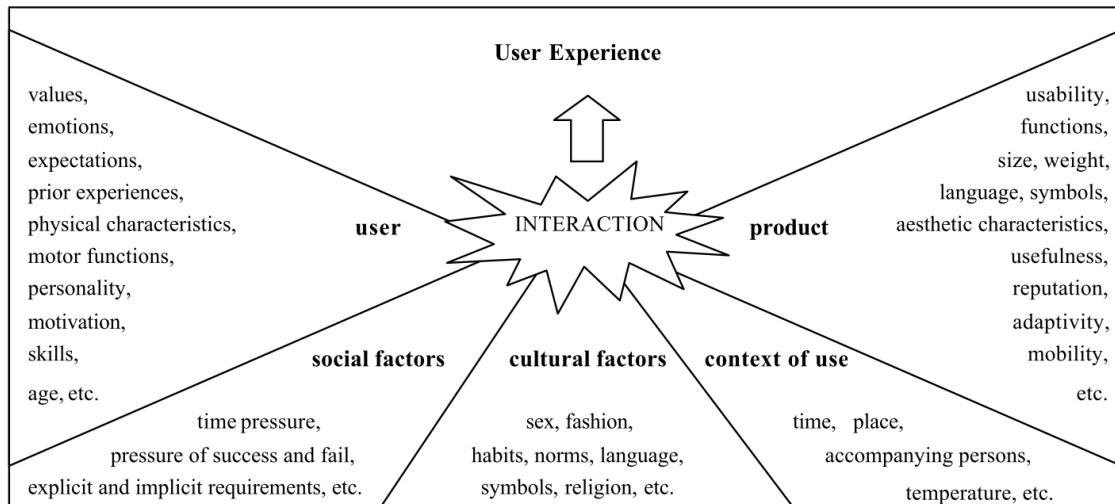 User Experience
values,
emotions,
expectations,
prior experiences,
physical characteristics,
motor functions,
personality,
motivation,
skills,
age, etc.
user
INTERACTION
product
usability,
functions,
size, weight,
language, symbols,
aesthetic characteristics,
usefulness,
reputation,
adaptivity,
mobility,
etc.
social factors
time pressure,
pressure of success and fail,
explicit and implicit requirements, etc.
cultural factors
sex, fashion,
habits, norms, language,
symbols, religion, etc.
context of use
time, place,
accompanying persons,
temperature, etc.